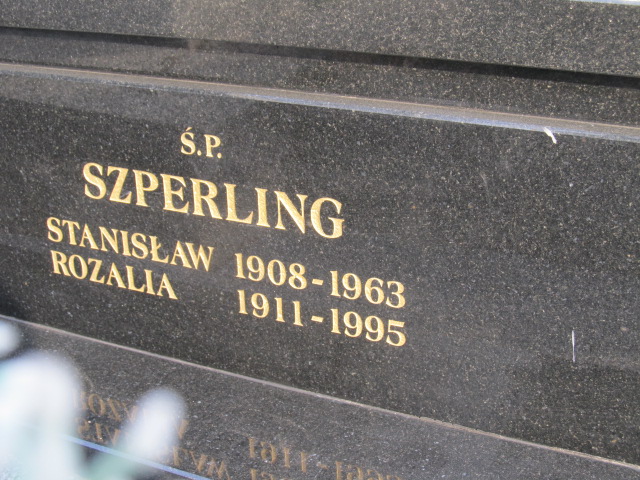 Ś.P.
SZPERLING
STANISŁAW 1908-1963
ROZALIA 1911-1995